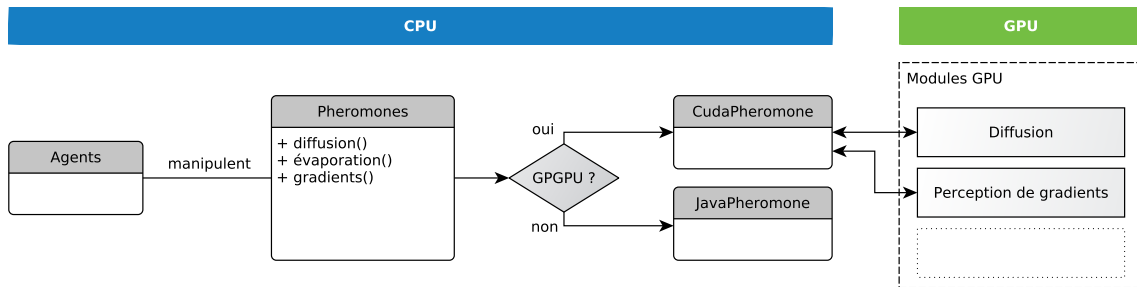 CPU
GPU
Modules GPU
Agents
manipulent
Pheromones
+ diffusion()
+ évaporation()
+ gradients()
GPGPU ?
oui
non
CudaPheromone
JavaPheromone
Diffusion
Perception de gradients